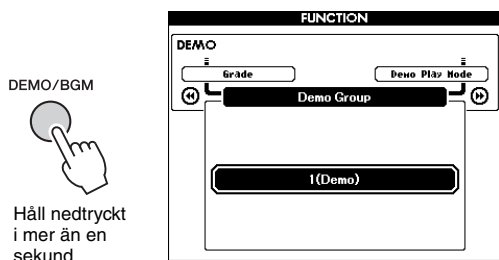 FUNCTION
DEMO
Grade
Demo Play Mode
Demo Group
1(Demo)
DEMO/BGM
Håll nedtryckt
i mer än en
sekund